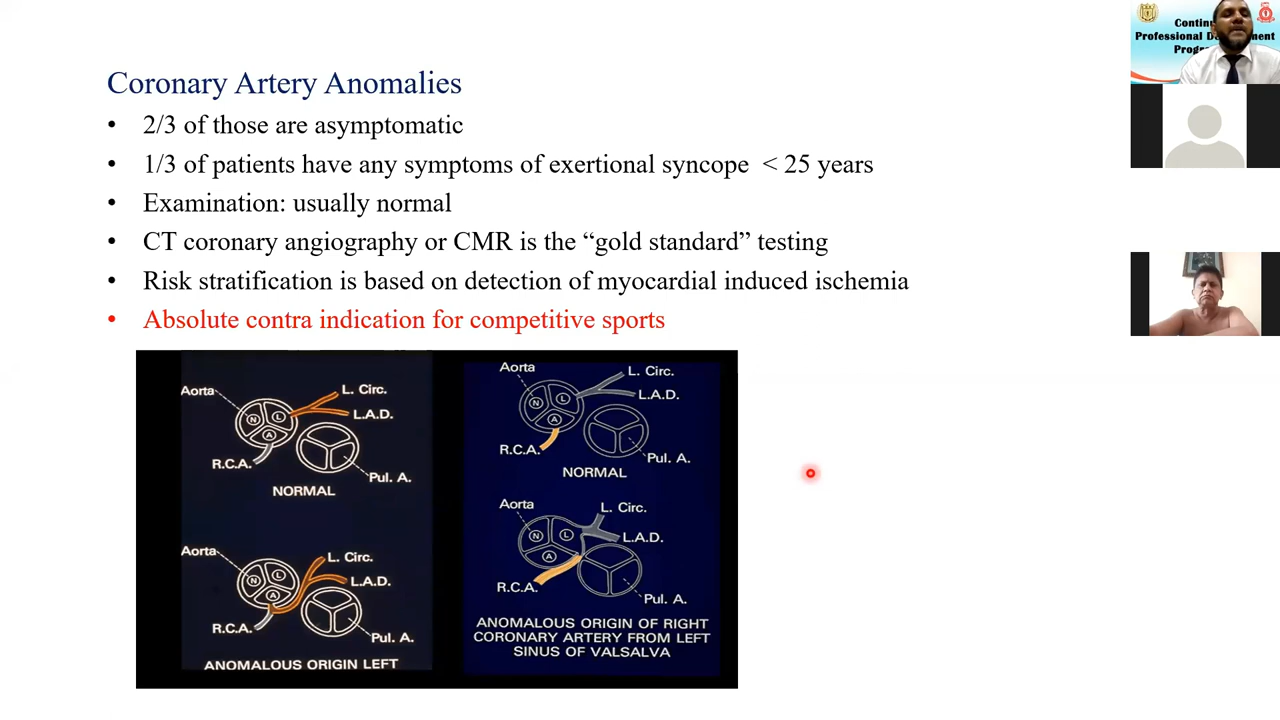 Coronary Artery Anomalies
• 2/3 of those are asymptomatic
• 1/3 of patients have any symptoms of exertional syncope < 25 years
• Examination: usually normal
• CT coronary angiography or CMR is the “gold standard” testing
• Risk stratification is based on detection of myocardial induced ischemia
• Absolute contra indication for competitive sports
Aorta
L. Circ.
L.A.D.
N
L
A
R.C.A.
Pul. A.
NORMAL
Aorta
L. Circ.
L.A.D.
N
L
A
R.C.A.
Pul. A.
ANOMALOUS ORIGIN LEFT
Aorta
L. Circ.
L.A.D.
N
L
A
R.C.A.
Pul. A.
NORMAL
Aorta
L. Circ.
L.A.D.
N
L
A
R.C.A.
Pul. A.
ANOMALOUS ORIGIN OF RIGHT
CORONARY ARTERY FROM LEFT
SINUS OF VALSALVA
Professional